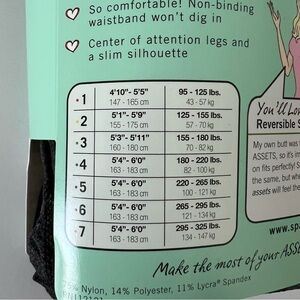 So comfortable! Non-binding
waistband won't dig in
Center of attention legs and
a slim silhouette
1 4'10"- 5'5" 95 - 125 lbs.
147 - 165 cm 43 - 57 kg
2 5'1"- 5'9" 125 - 155 lbs.
155 - 175 cm 57 - 70 kg
3 5'3"- 5'11" 155 - 180 lbs.
160 - 180 cm 70 - 82 kg
4 5'4"- 6'0" 180 - 220 lbs.
163 - 183 cm 82 - 100 kg
5 5'4"- 6'0" 220 - 265 lbs.
163 - 183 cm 100 - 121 kg
6 5'4"- 6'0" 265 - 295 lbs.
163 - 183 cm 121 - 134 kg
7 5'4"- 6'0" 295 - 325 lbs.
163 - 183 cm 134 - 147 kg
You'll Lov
Reversible S
My own butt was
ASSETS, so it's
on fits perfectly! S
the same, but wh
assets will feel the
www.spa
Make the most of your ASSE
Nylon, 14% Polyester, 11% Lycra® Spandex